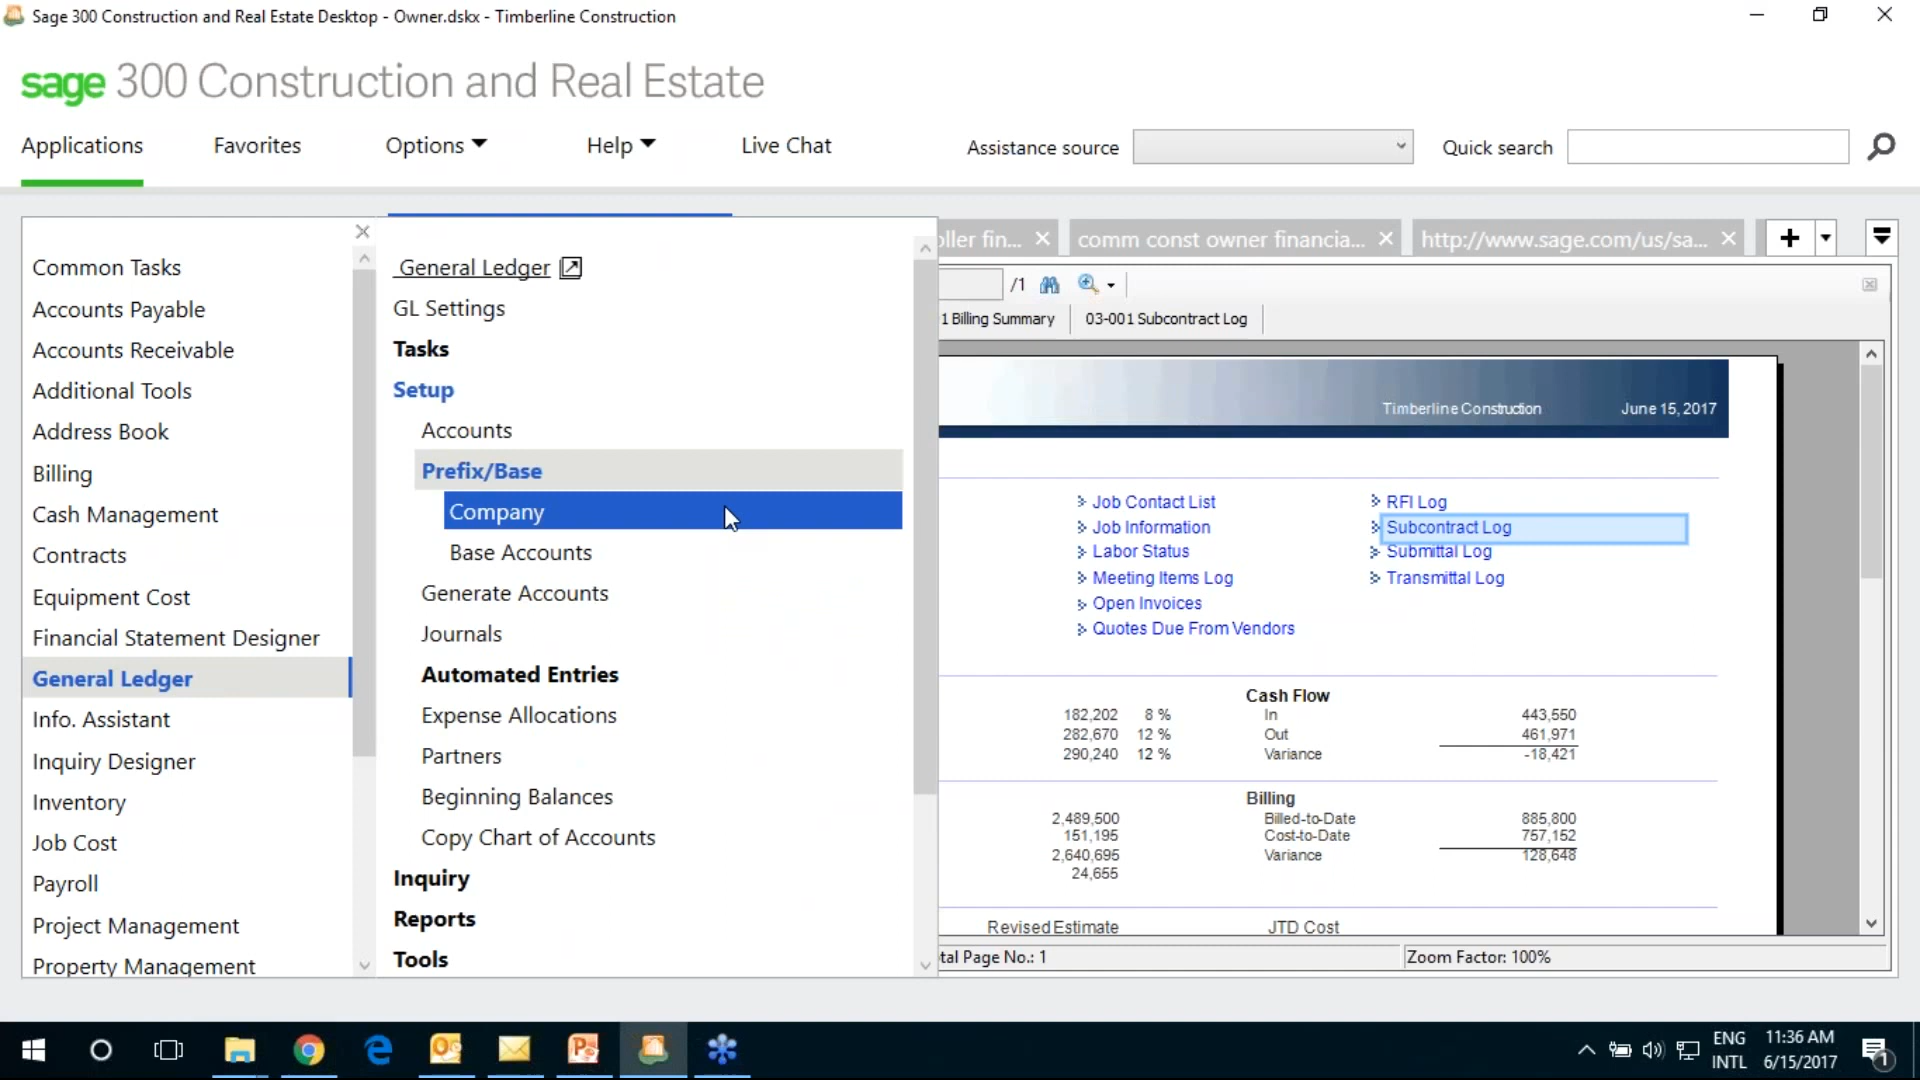 Sage 300 Construction and Real Estate Desktop - Owner.dskx - Timberline Construction
sage 300 Construction and Real Estate
Applications
Favorites
Options
Help
Live Chat
Assistance source
Quick search
Common Tasks
Accounts Payable
Accounts Receivable
Additional Tools
Address Book
Billing
Cash Management
Contracts
Equipment Cost
Financial Statement Designer
General Ledger
Info. Assistant
Inquiry Designer
Inventory
Job Cost
Payroll
Project Management
Property Management
General Ledger
GL Settings
Tasks
Setup
Accounts
Prefix/Base
Company
Base Accounts
Generate Accounts
Journals
Automated Entries
Expense Allocations
Partners
Beginning Balances
Copy Chart of Accounts
Inquiry
Reports
Tools
oller fin...
comm const owner financia...
http://www.sage.com/us/sa...
/1
1 Billing Summary
03-001 Subcontract Log
Timberline Construction June 15, 2017
Job Contact List
Job Information
Labor Status
Meeting Items Log
Open Invoices
Quotes Due From Vendors
RFI Log
Subcontract Log
Submittal Log
Transmittal Log
Cash Flow
182,202 8 % In 443,550
282,670 12 % Out 461,971
290,240 12 % Variance -18,421
Billing
2,489,500 Billed-to-Date 885,800
151,195 Cost-to-Date 757,152
2,640,695 Variance 128,648
24,655
Revised Estimate JTD Cost
tal Page No.: 1
Zoom Factor: 100%
ENG
INTL
11:36 AM
6/15/2017
1